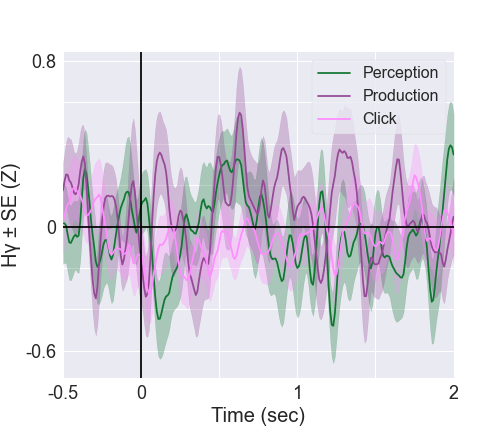 0.8
Perception
Production
Click
Hγ ± SE (Z)
0
-0.6
-0.5
0
1
2
Time (sec)